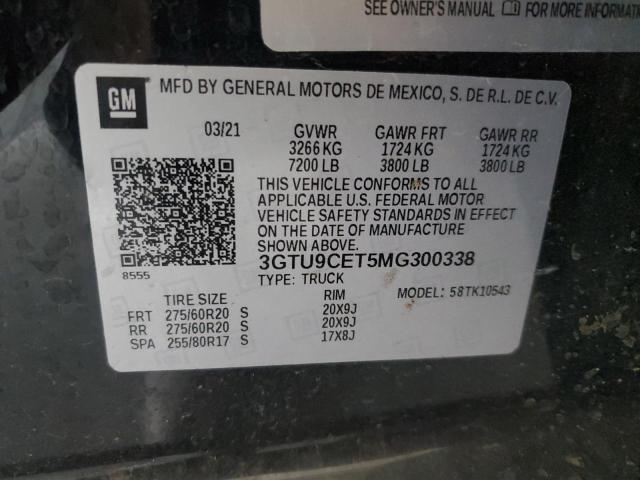 SEE OWNER'S MANUAL FOR MORE INFORMAT
GM MFD BY GENERAL MOTORS DE MEXICO, S. DE R.L. DE C.V.
03/21 GVWR GAWR FRT GAWR RR
3266 KG 1724 KG 1724 KG
7200 LB 3800 LB 3800 LB
THIS VEHICLE CONFORMS TO ALL
APPLICABLE U.S. FEDERAL MOTOR
VEHICLE SAFETY STANDARDS IN EFFECT
ON THE DATE OF MANUFACTURE
SHOWN ABOVE.
8555
3GTU9CET5MG300338
TYPE: TRUCK MODEL: 58TK10543
TIRE SIZE RIM
FRT 275/60R20 S 20X9J
RR 275/60R20 S 20X9J
SPA 255/80R17 S 17X8J